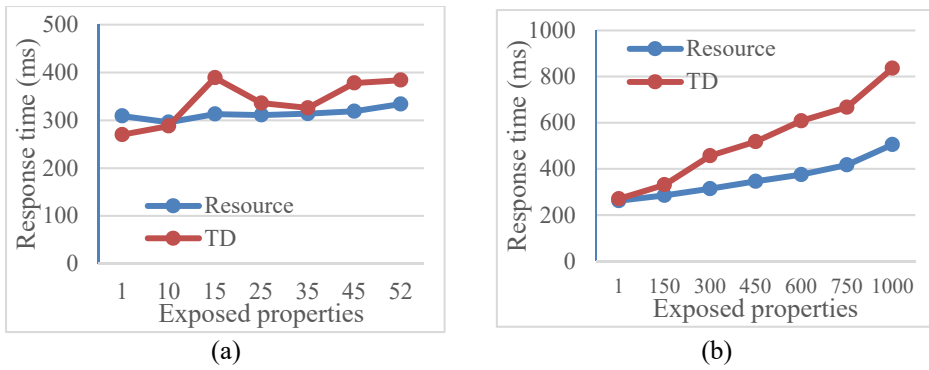 500
400
300
200
100
0
Response time (ms)
Resource
TD
1 10 15 25 35 45 52
Exposed properties
(a)
1000
800
600
400
200
0
Response time (ms)
Resource
TD
1 150 300 450 600 750 1000
Exposed properties
(b)